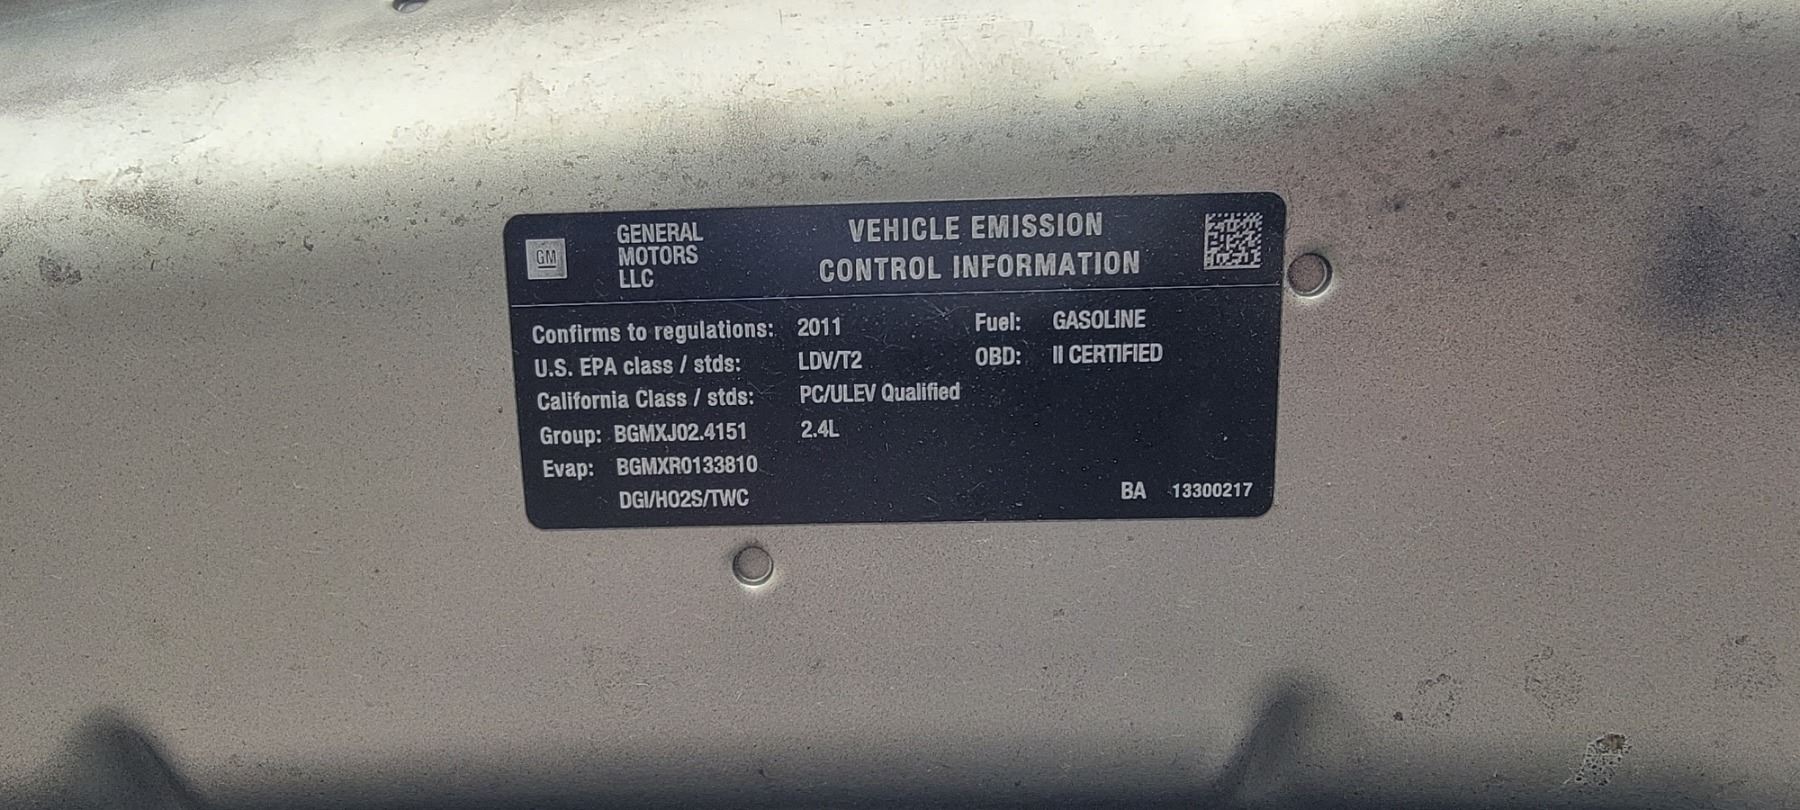 GM
GENERAL
MOTORS
LLC
VEHICLE EMISSION
CONTROL INFORMATION
Confirms to regulations: 2011 Fuel: GASOLINE
U.S. EPA class / stds: LDV/T2 OBD: II CERTIFIED
California Class / stds: PC/ULEV Qualified
Group: BGMXJ02.4151 2.4L
Evap: BGMXR0133810
DGI/HO2S/TWC
BA 13300217